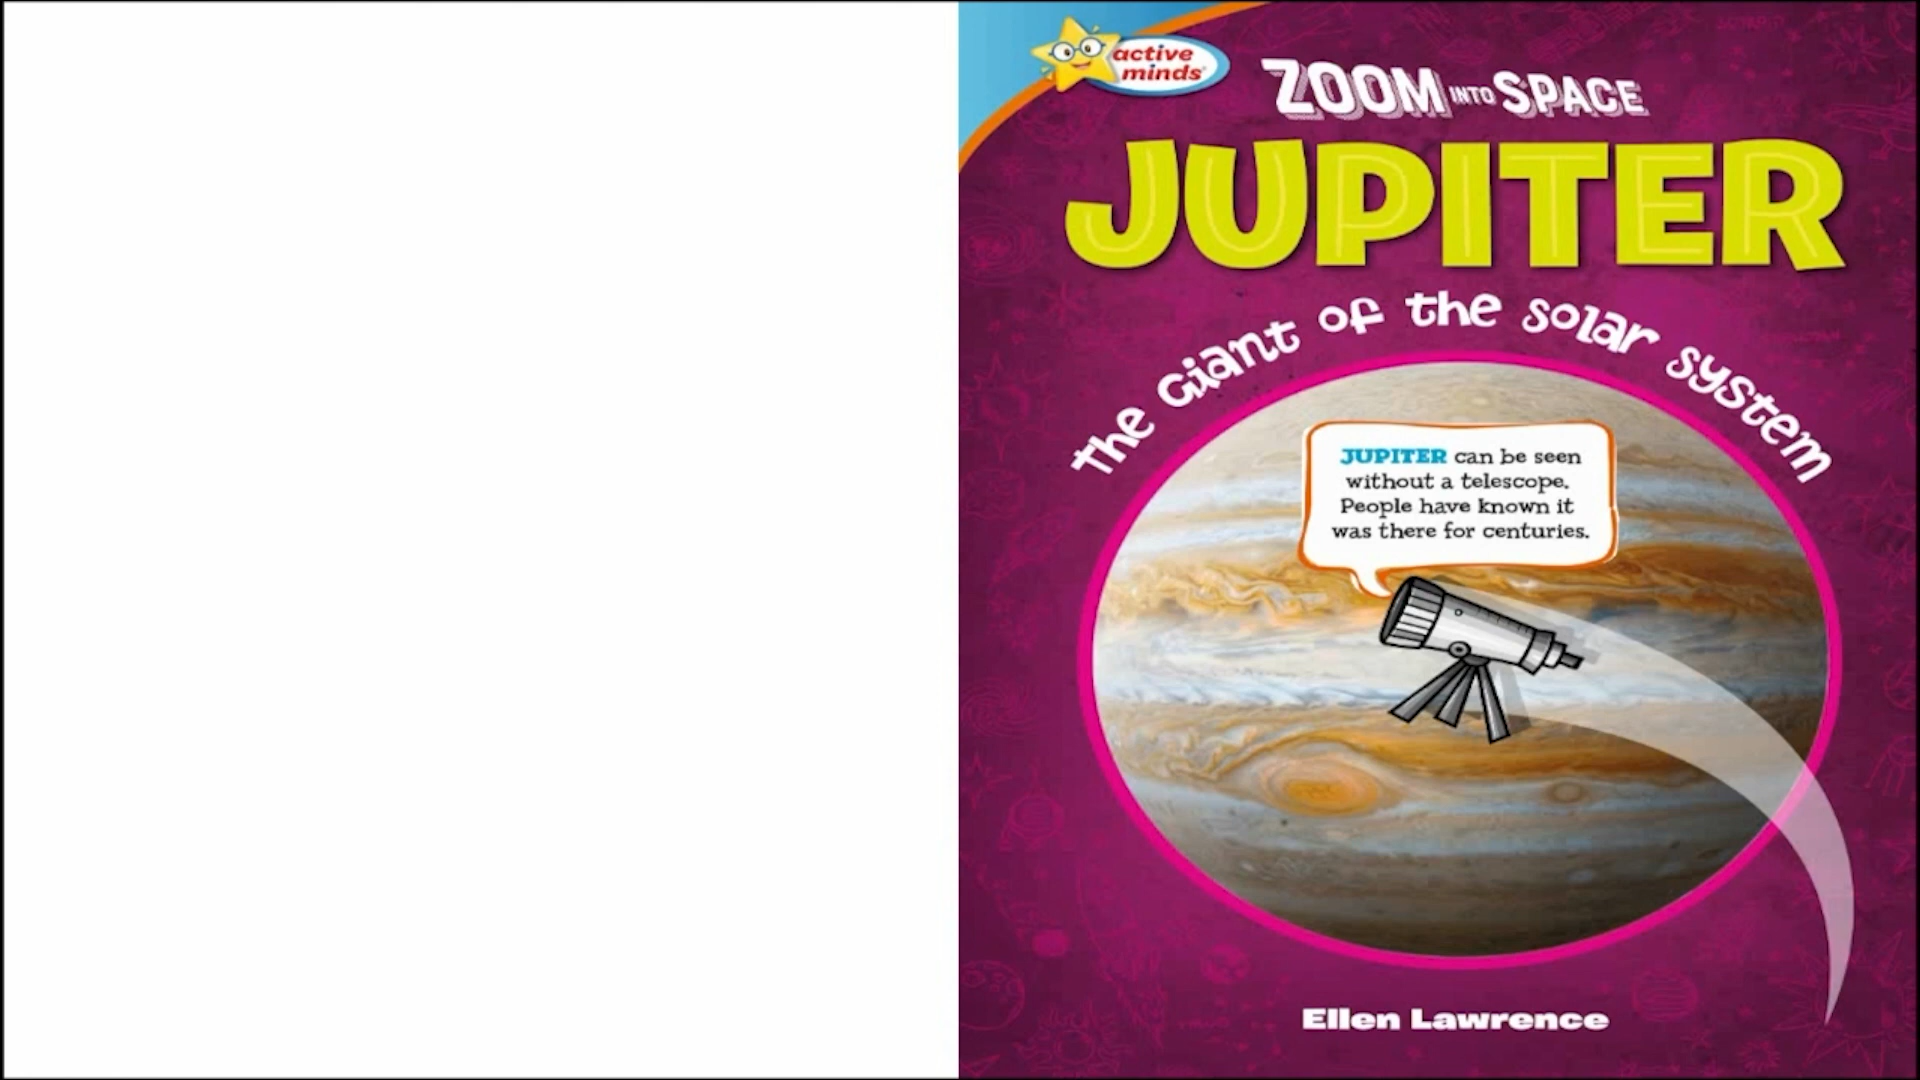 active
minds®
ZOOM INTO SPACE
JUPITER
The Giant of the solar system
JUPITER can be seen
without a telescope.
People have known it
was there for centuries.
Ellen Lawrence